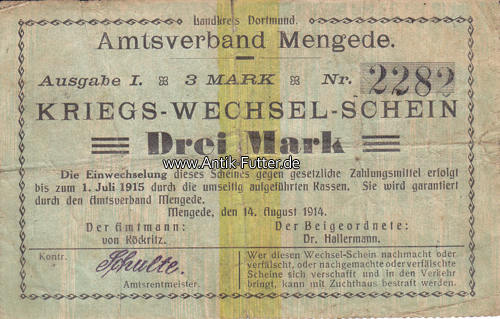 Landkreis Dortmund.
Amtsverband Mengede.
Ausgabe I. 3 MARK Nr. 2282
KRIEGS-WECHSEL-SCHEIN
Drei Mark
www.Antik-Futter.de
Die Einwechselung dieses Scheines gegen gesetzliche Zahlungsmittel erfolgt
bis zum 1. Juli 1915 durch die umseitig aufgeführten Kassen. Sie wird garantiert
durch den Amtsverband Mengede.
Mengede, den 14. August 1914.
Der Amtmann: Der Beigeordnete:
von Köckritz. Dr. Hallermann.
Kontr. Schulte.
Amtsrentmeister.
Wer diesen Wechsel-Schein nachmacht oder
verfälscht, oder nachgemachte oder verfälschte
Scheine sich verschafft und in den Verkehr
bringt, kann mit Zuchthaus bestraft werden.